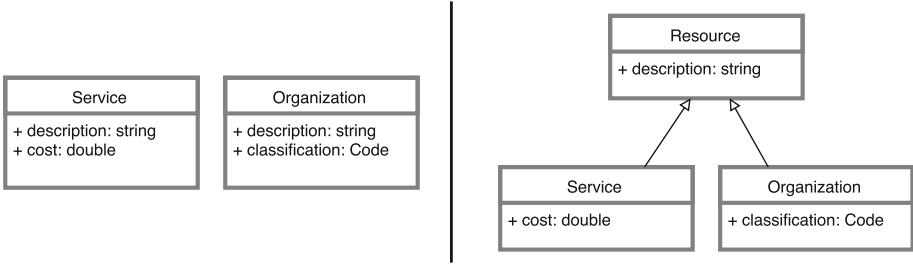 Service
+ description: string
+ cost: double
Organization
+ description: string
+ classification: Code
Resource
+ description: string
Service
+ cost: double
Organization
+ classification: Code